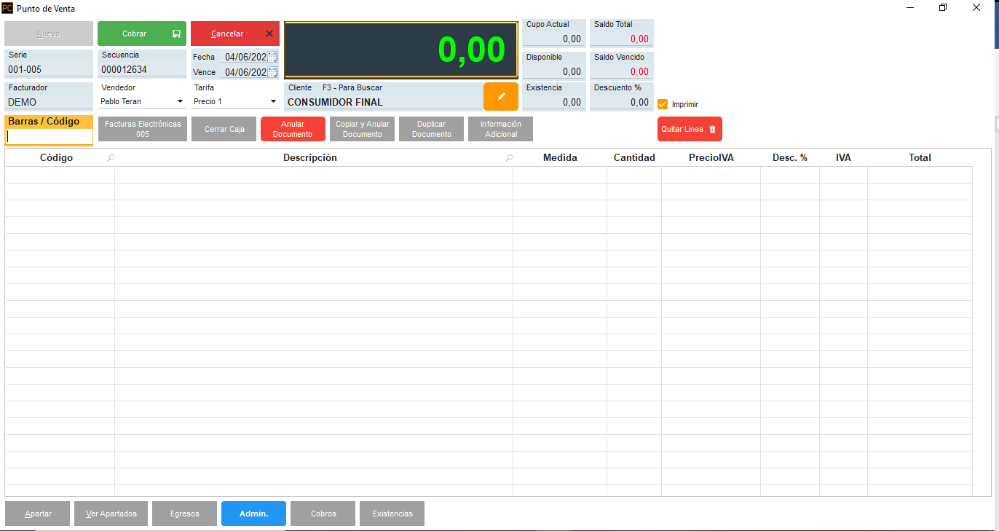 PC Punto de Venta
Nuevo
Cobrar
Cancelar
0,00
Cupo Actual
0,00
Saldo Total
0,00
Serie
001-005
Secuencia
000012634
Fecha 04/06/202
Vence 04/06/202
Disponible
0,00
Saldo Vencido
0,00
Facturador
DEMO
Vendedor
Pablo Teran
Tarifa
Precio 1
Cliente F3 - Para Buscar
CONSUMIDOR FINAL
Existencia
0,00
Descuento %
0,00
Imprimir
Barras / Código
Facturas Electrónicas
005
Cerrar Caja
Anular
Documento
Copiar y Anular
Documento
Duplicar
Documento
Información
Adicional
Quitar Linea
Código Descripción Medida Cantidad PrecioIVA Desc. % IVA Total
Apartar Ver Apartados Egresos Admin. Cobros Existencias